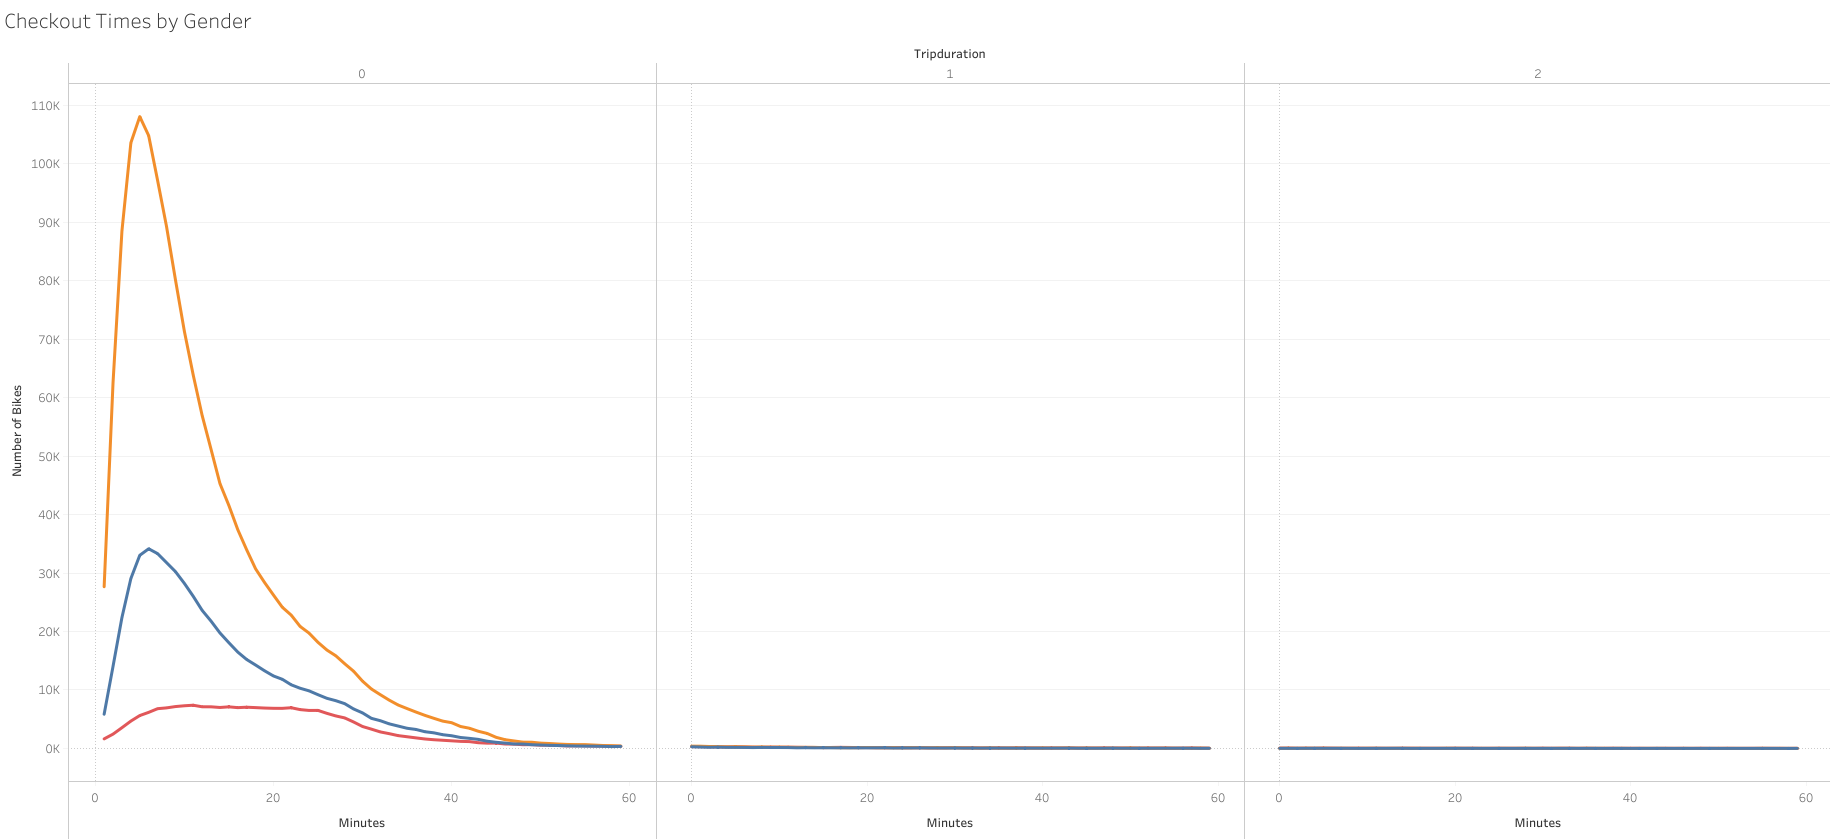 Checkout Times by Gender
Tripduration
0 1 2
110K
100K
90K
80K
70K
60K
50K
40K
30K
20K
10K
0K
Number of Bikes
0 20 40 60 0 20 40 60 0 20 40 60
Minutes Minutes Minutes